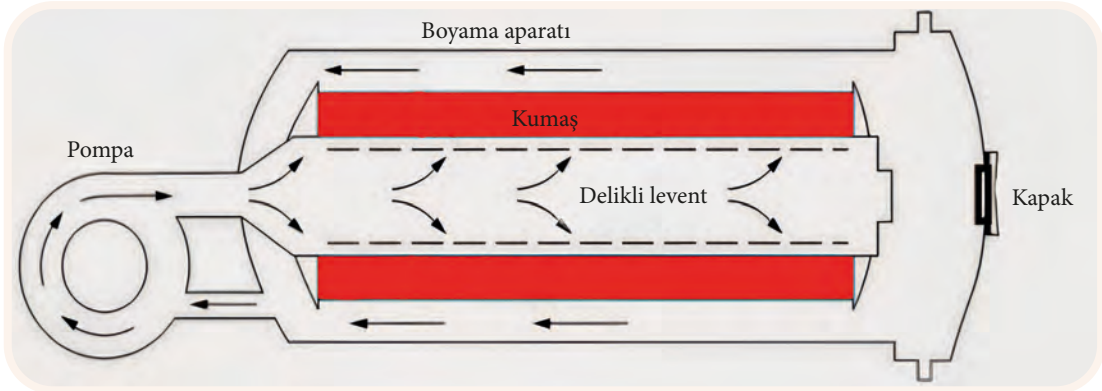 Boyama aparatı
Kumaş
Pompa
Delikli levent
Kapak